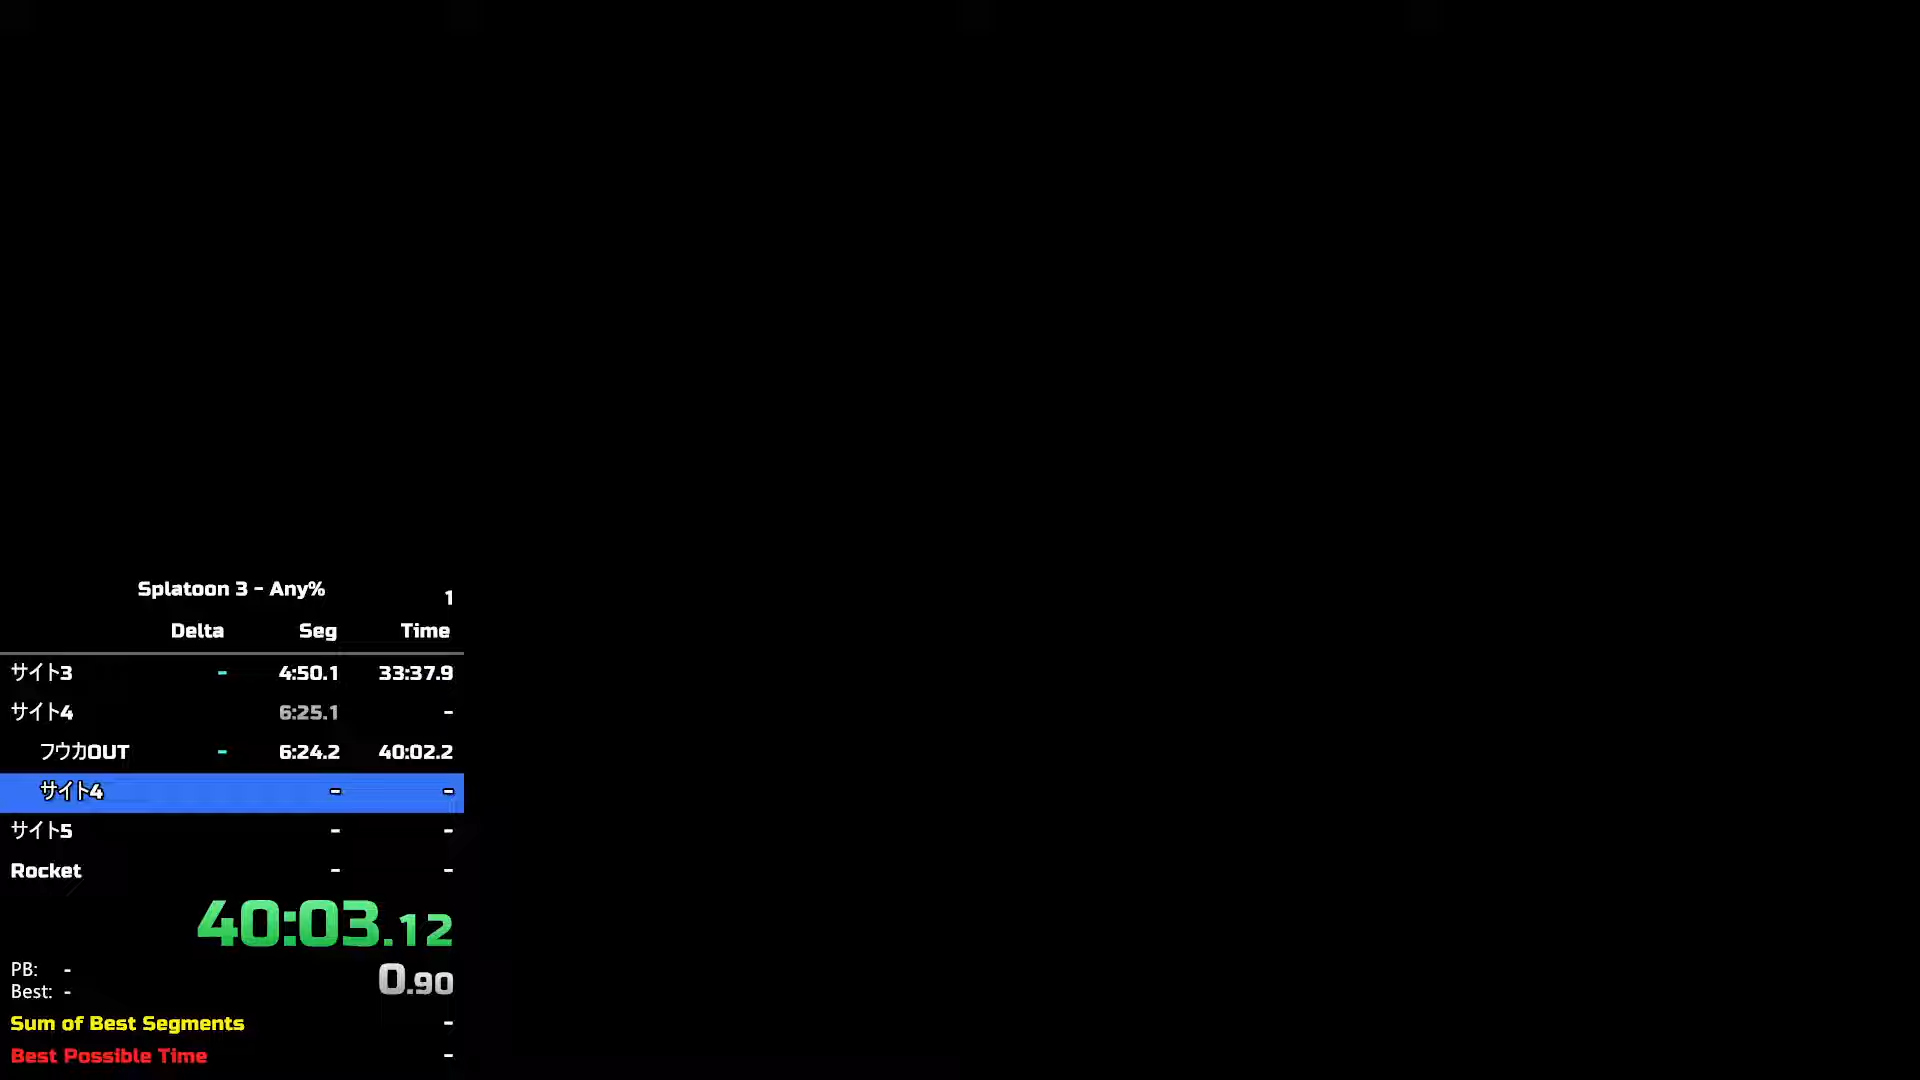 Splatoon 3 - Any%
1
Delta Seg Time
サイト3 - 4:50.1 33:37.9
サイト4 6:25.1 -
フウカOUT - 6:24.2 40:02.2
サイト4 - -
サイト5 - -
Rocket - -
40:03.12
PB: -
0.90
Best: -
Sum of Best Segments -
Best Possible Time -